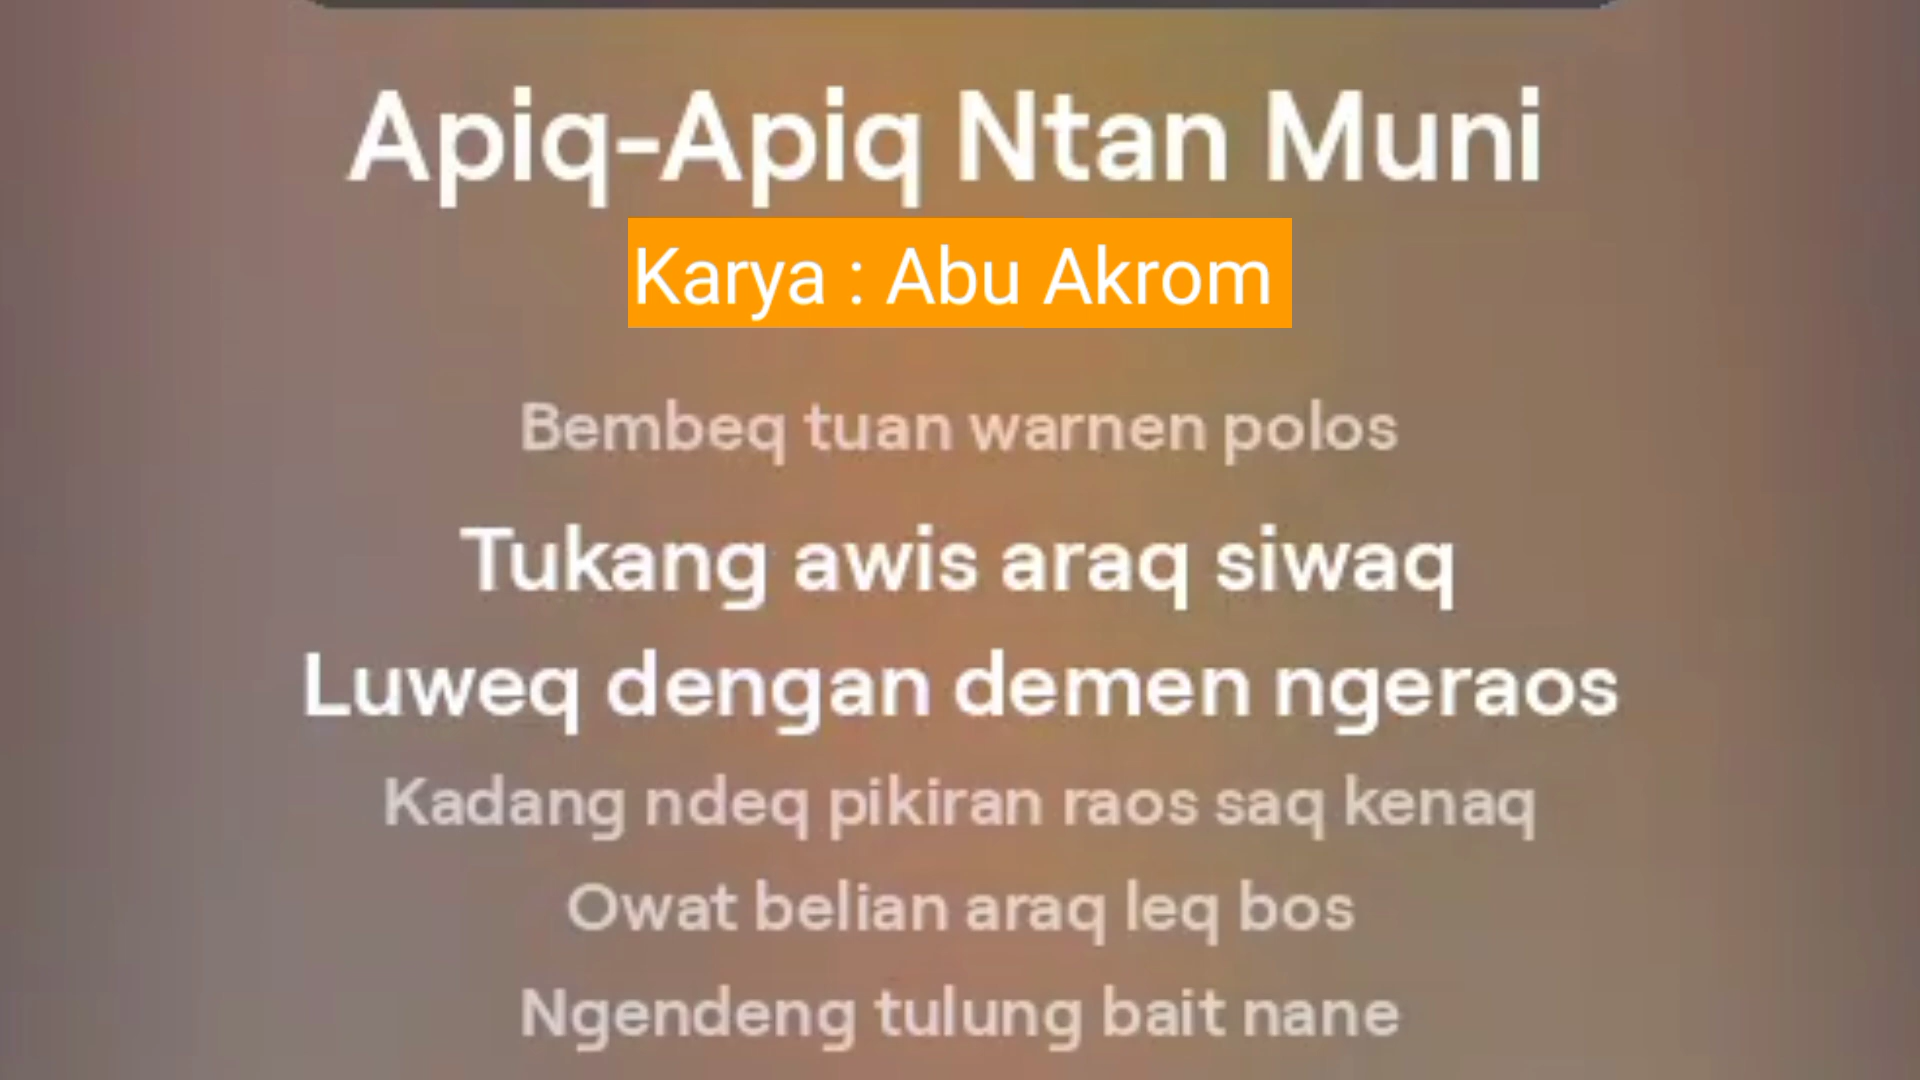 Apiq-Apiq Ntan Muni
Karya : Abu Akrom
Bembeq tuan warnen polos
Tukang awis araq siwaq
Luweq dengan demen ngeraos
Kadang ndeq pikiran raos saq kenaq
Owat belian araq leq bos
Ngendeng tulung bait nane